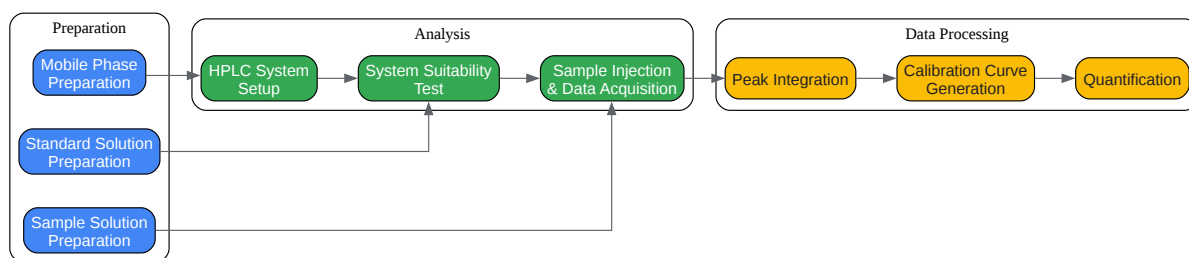 Preparation
Mobile Phase
Preparation
Standard Solution
Preparation
Sample Solution
Preparation
Analysis
HPLC System
Setup
System Suitability
Test
Sample Injection
& Data Acquisition
Data Processing
Peak Integration
Calibration Curve
Generation
Quantification